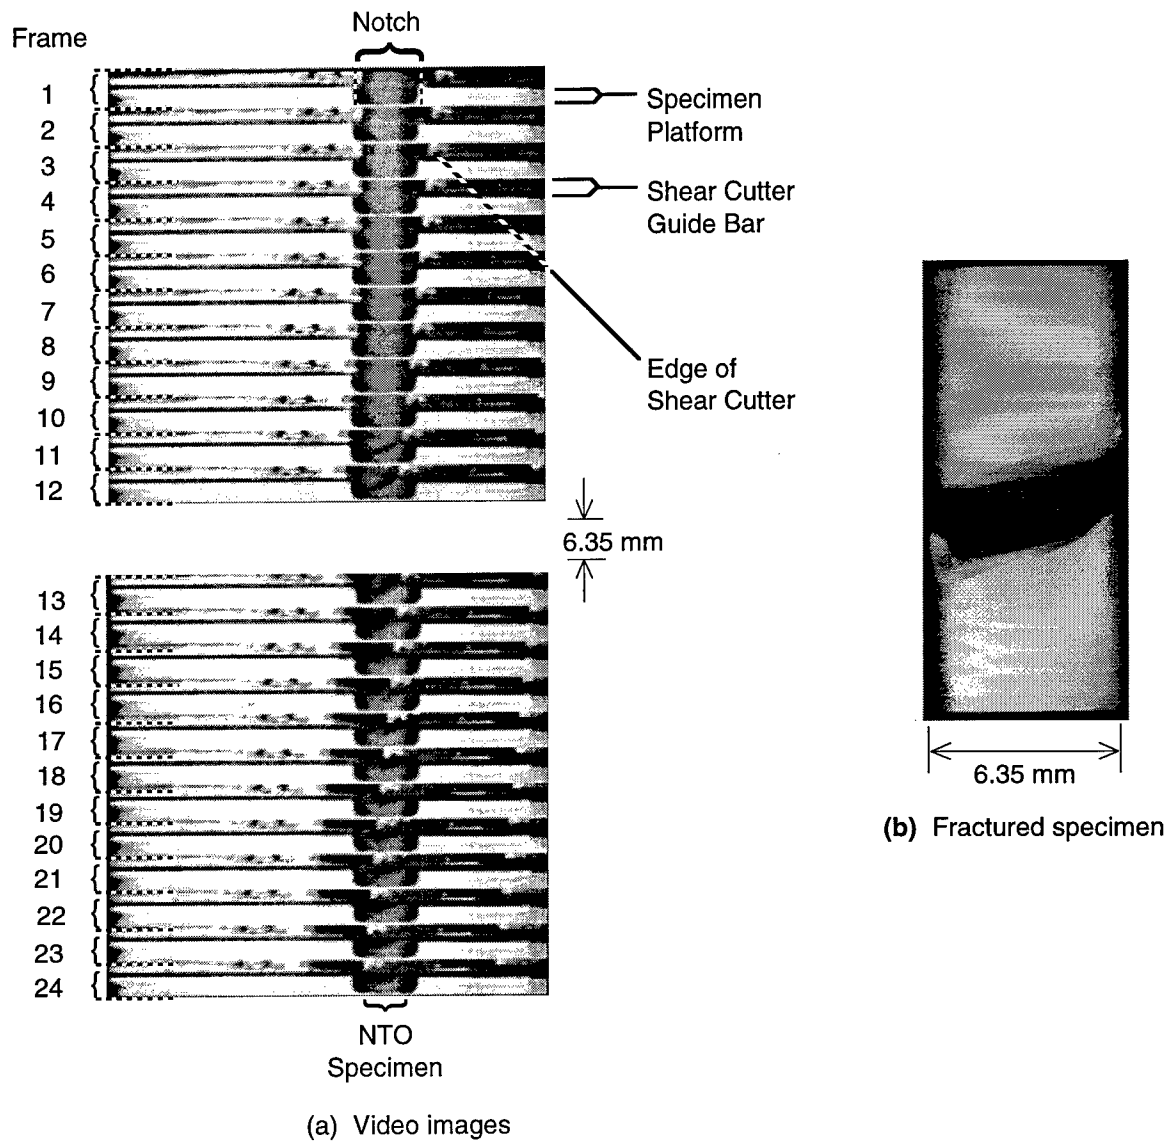 Notch
Frame
1
2
3
4
5
6
7
8
9
10
11
12
Specimen
Platform
Shear Cutter
Guide Bar
Edge of
Shear Cutter
6.35 mm
13
14
15
16
17
18
19
20
21
22
23
24
NTO
Specimen
(a) Video images
6.35 mm
(b) Fractured specimen